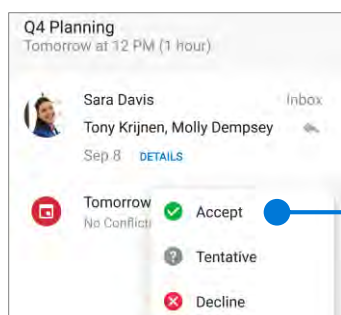 Q4 Planning
Tomorrow at 12 PM (1 hour)
Sara Davis Inbox
Tony Krijnen, Molly Dempsey
Sep 8 DETAILS
Tomorrow
No Conflicts
Accept
Tentative
Decline